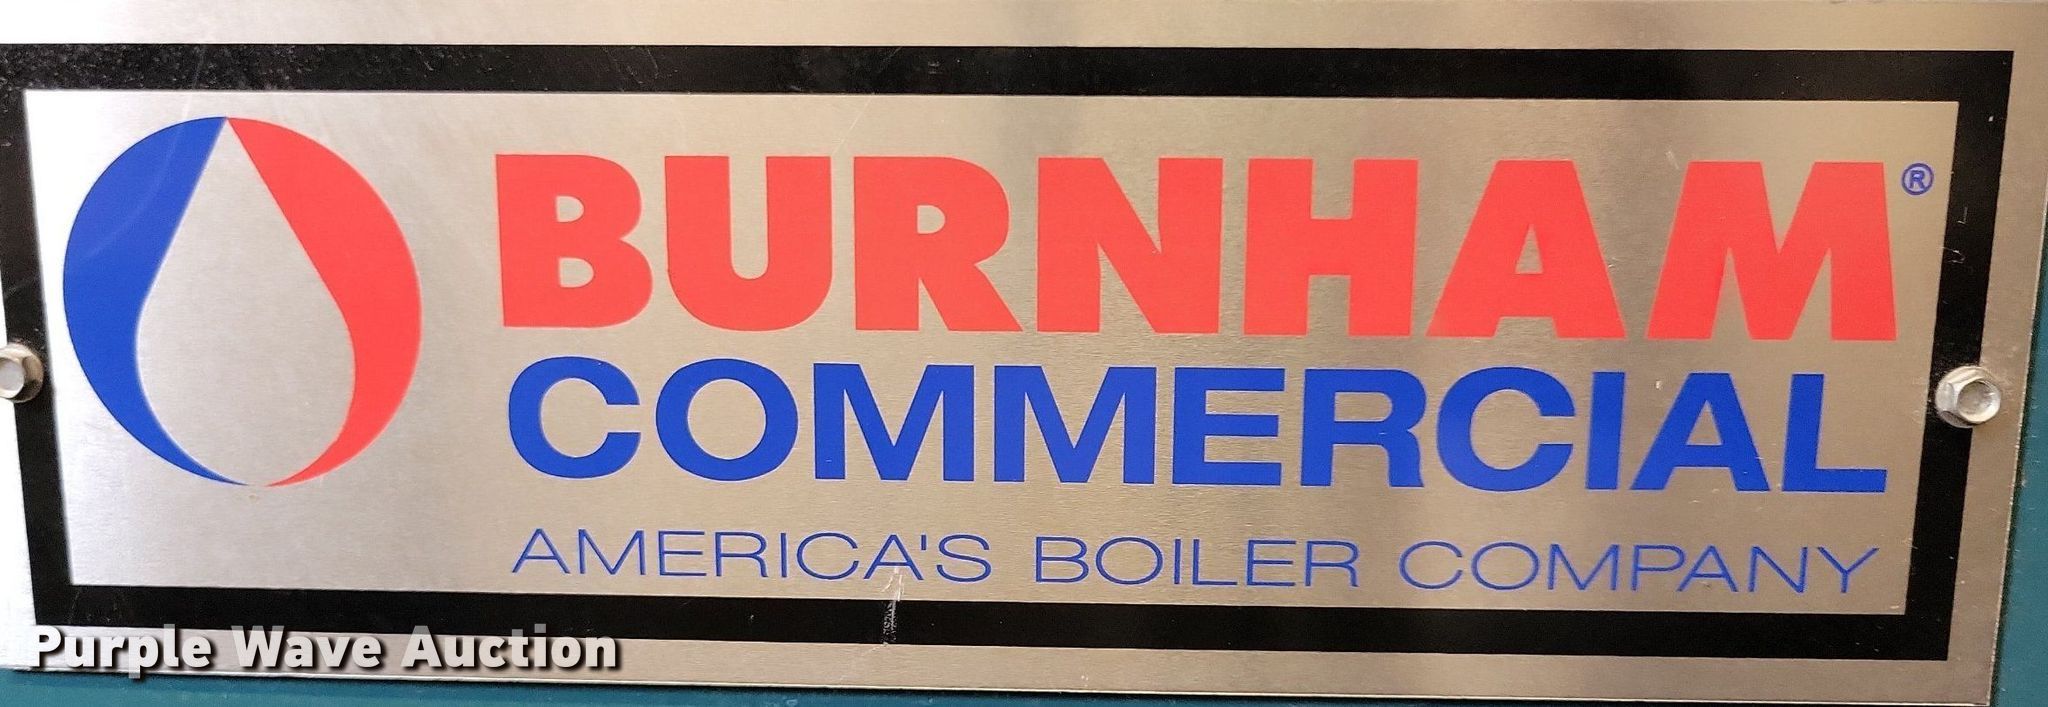 BURNHAM®
COMMERCIAL
AMERICA'S BOILER COMPANY
Purple Wave Auction